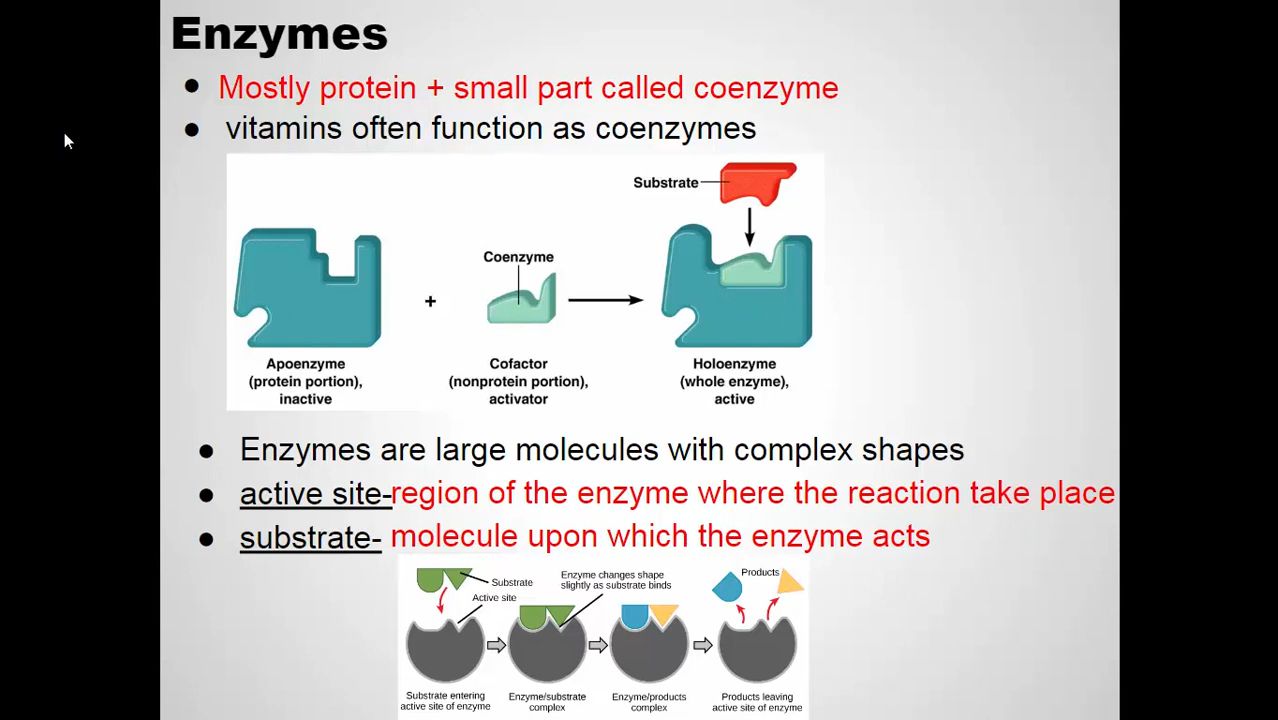 Enzymes
● Mostly protein + small part called coenzyme
● vitamins often function as coenzymes
Substrate
Coenzyme
+
Apoenzyme
(protein portion),
inactive
Cofactor
(nonprotein portion),
activator
Holoenzyme
(whole enzyme),
active
● Enzymes are large molecules with complex shapes
● active site-region of the enzyme where the reaction take place
● substrate- molecule upon which the enzyme acts
Substrate
Active site
Enzyme changes shape
slightly as substrate binds
Products
Substrate entering
active site of enzyme
Enzyme/substrate
complex
Enzyme/products
complex
Products leaving
active site of enzyme